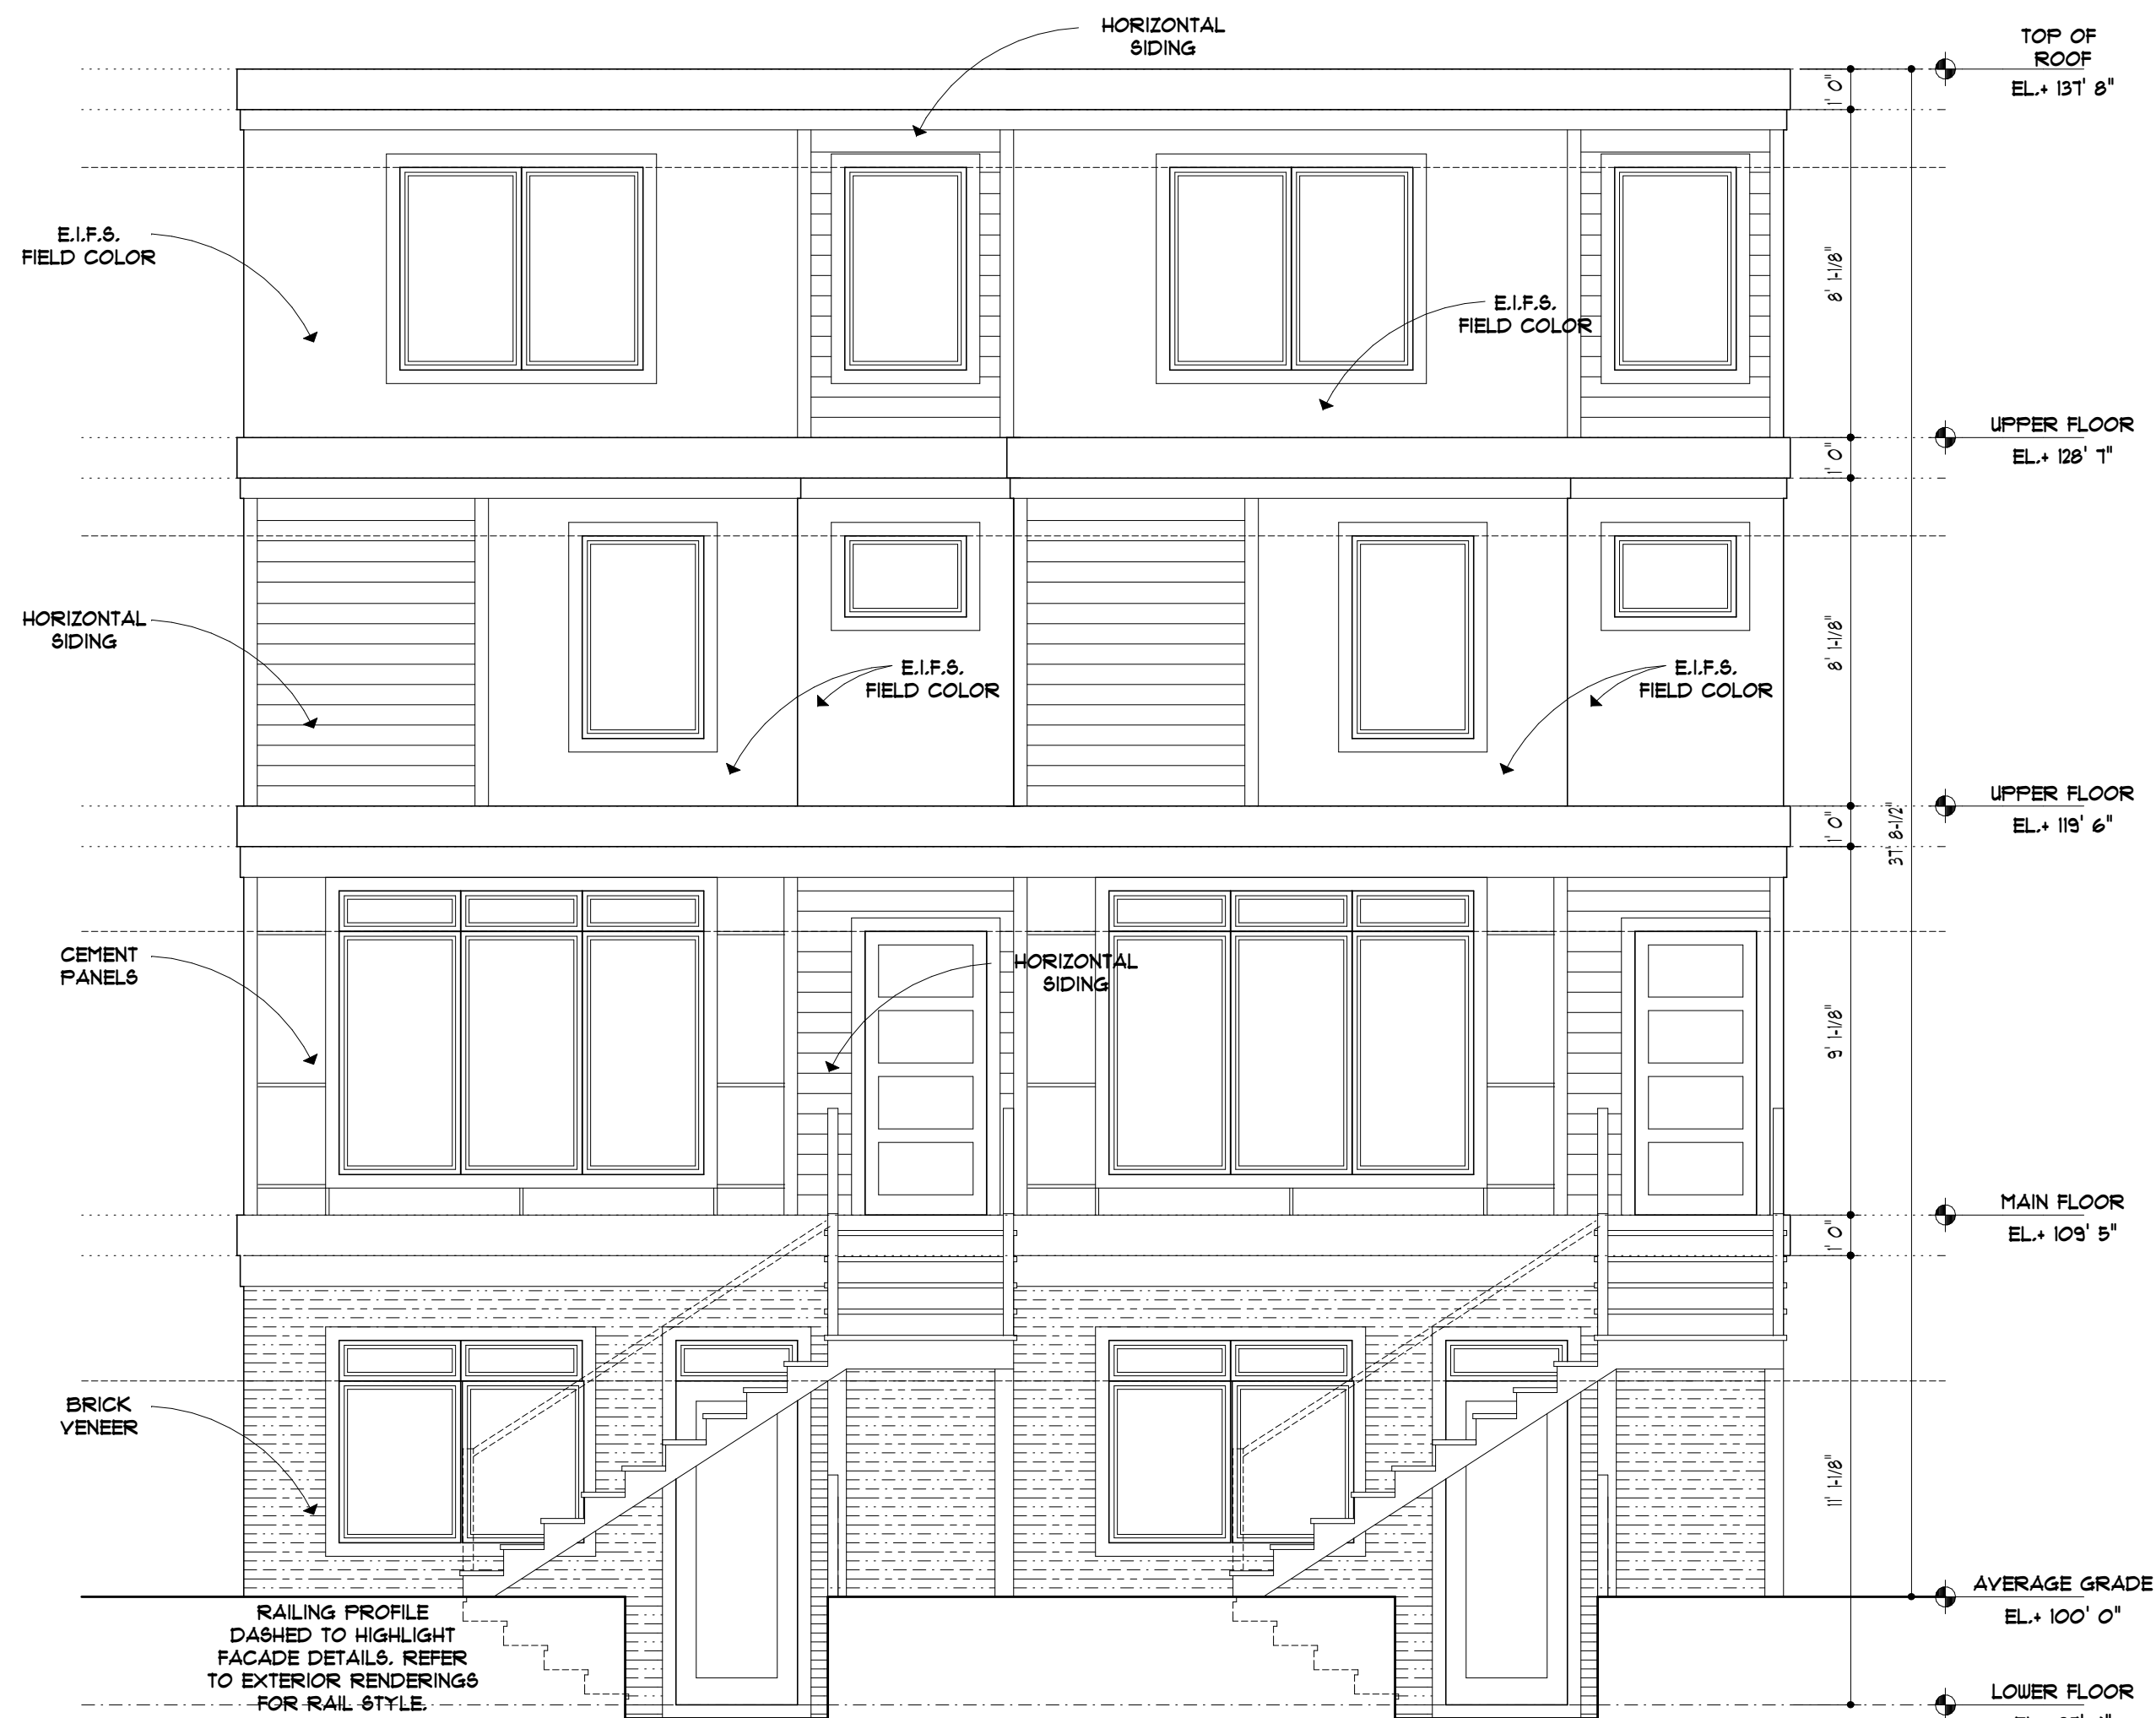 HORIZONTAL
SIDING
TOP OF
ROOF
EL.+ 137' 8"
1' 0"
E.I.F.S.
FIELD COLOR
8' 1-1/8"
E.I.F.S.
FIELD COLOR
UPPER FLOOR
EL.+ 128' 7"
1' 0"
HORIZONTAL
SIDING
8' 1-1/8"
E.I.F.S.
FIELD COLOR
E.I.F.S.
FIELD COLOR
UPPER FLOOR
EL.+ 119' 6"
1' 0"
37' 8-1/2"
CEMENT
PANELS
HORIZONTAL
SIDING
9' 1-1/8"
MAIN FLOOR
EL.+ 109' 5"
1' 0"
BRICK
VENEER
11' 1-1/8"
AVERAGE GRADE
EL.+ 100' 0"
RAILING PROFILE
DASHED TO HIGHLIGHT
FACADE DETAILS. REFER
TO EXTERIOR RENDERINGS
FOR RAIL STYLE.
LOWER FLOOR